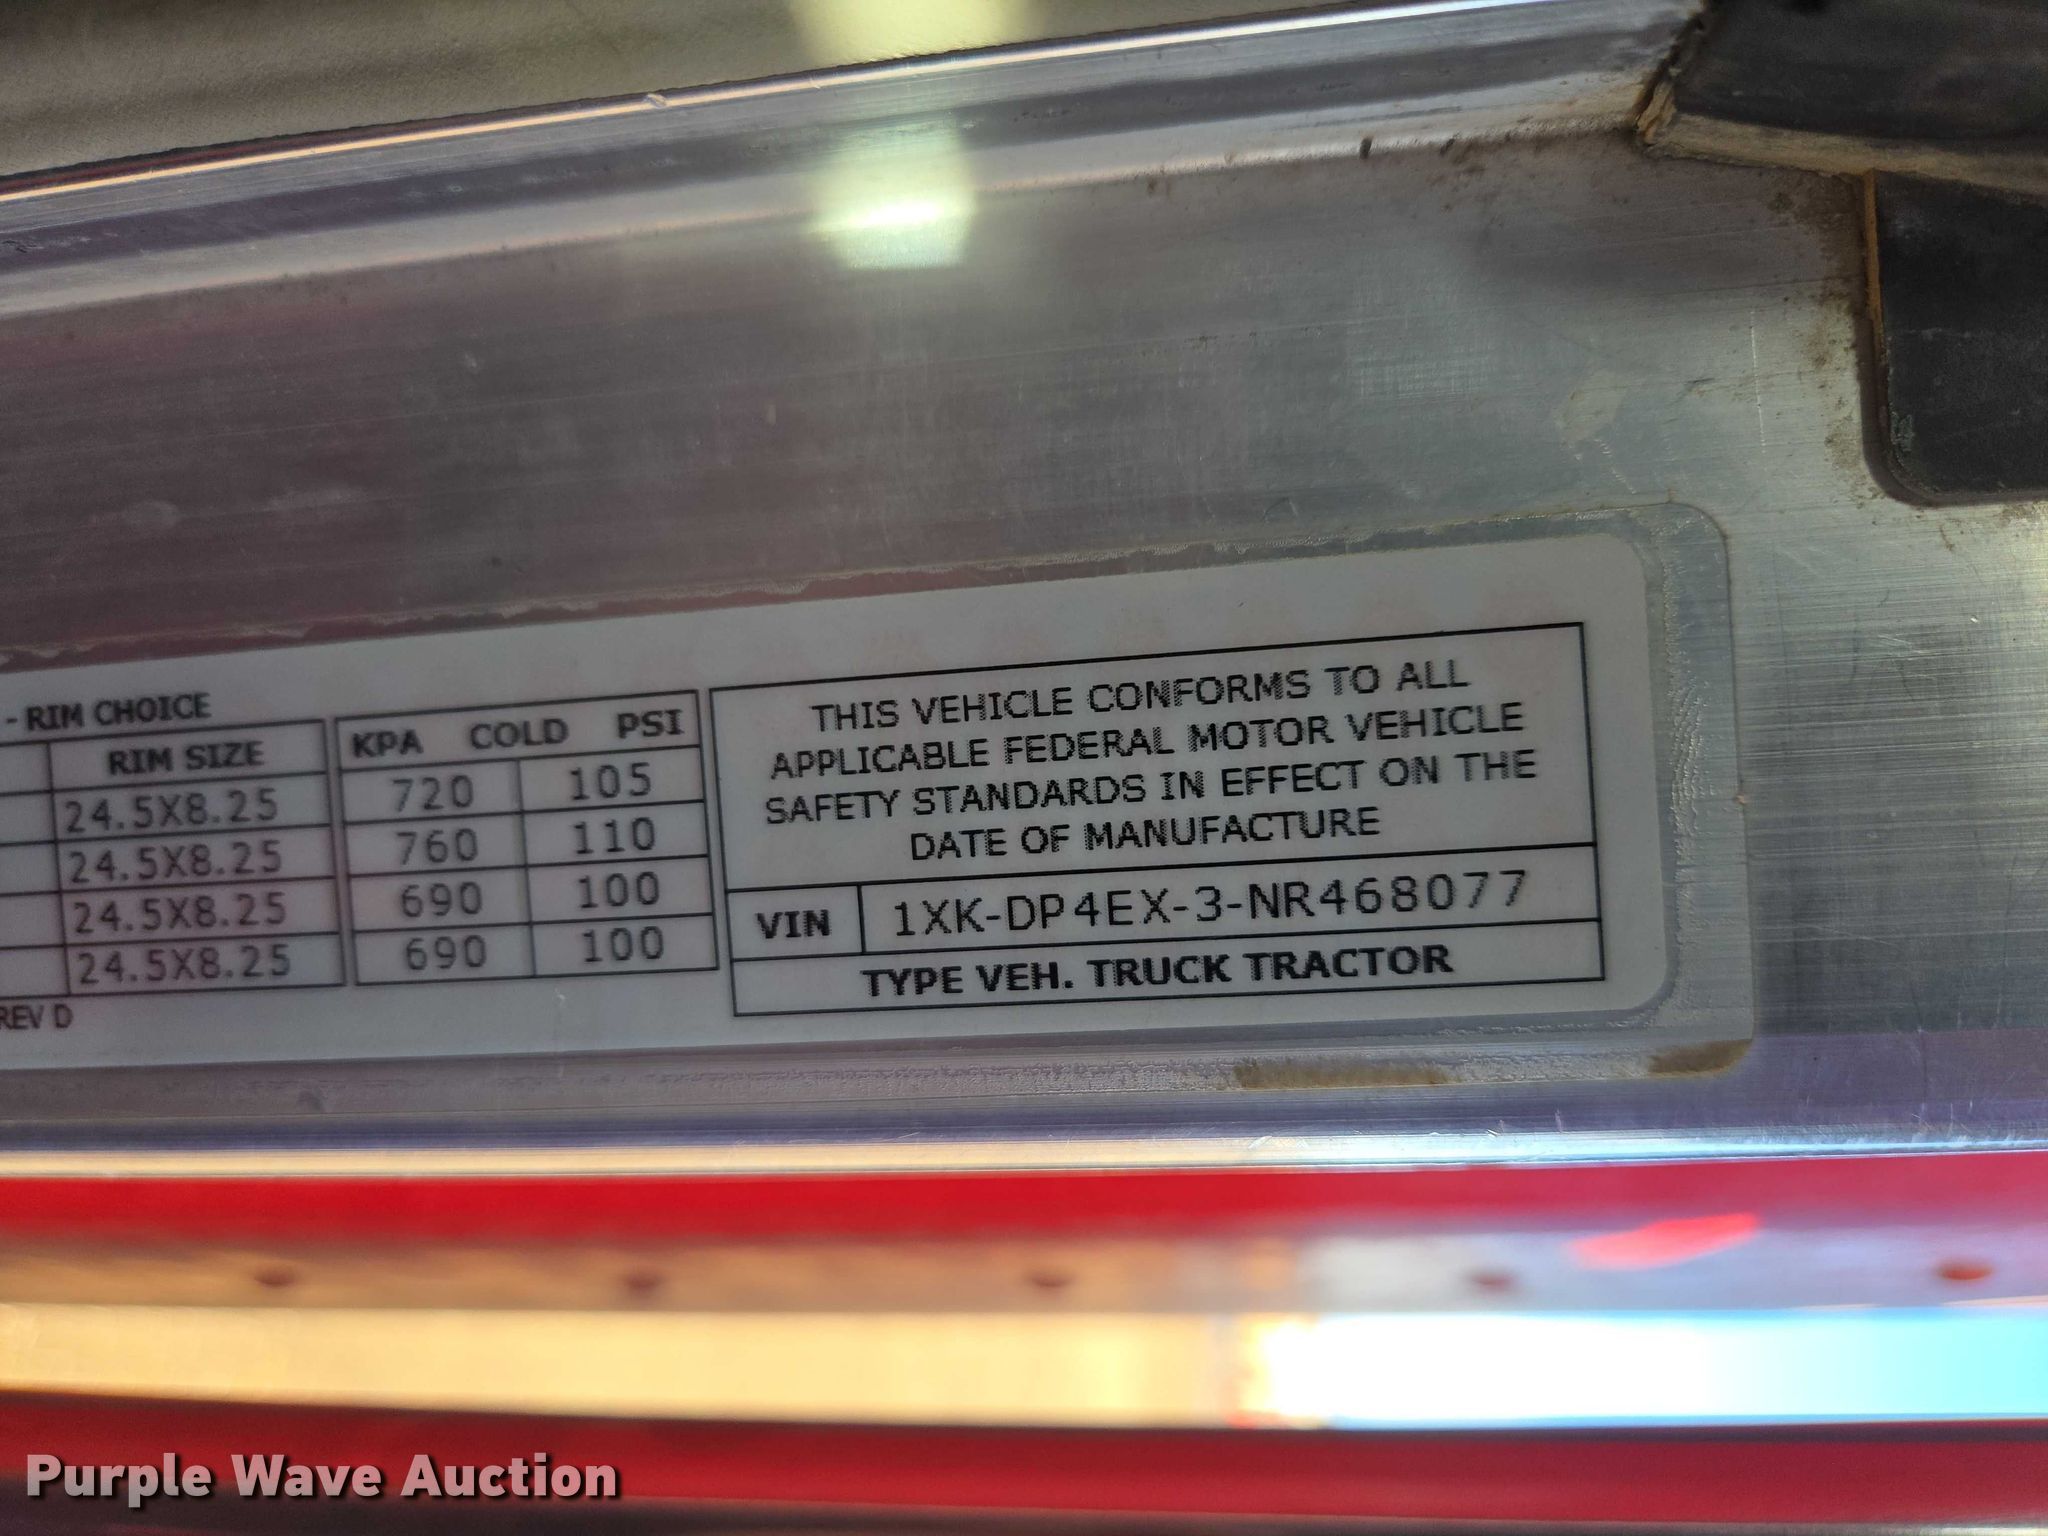 - RIM CHOICE
RIM SIZE
24.5X8.25
24.5X8.25
24.5X8.25
24.5X8.25
REV D
KPA COLD PSI
720 105
760 110
690 100
690 100
THIS VEHICLE CONFORMS TO ALL
APPLICABLE FEDERAL MOTOR VEHICLE
SAFETY STANDARDS IN EFFECT ON THE
DATE OF MANUFACTURE
VIN 1XK-DP4EX-3-NR468077
TYPE VEH. TRUCK TRACTOR
Purple Wave Auction